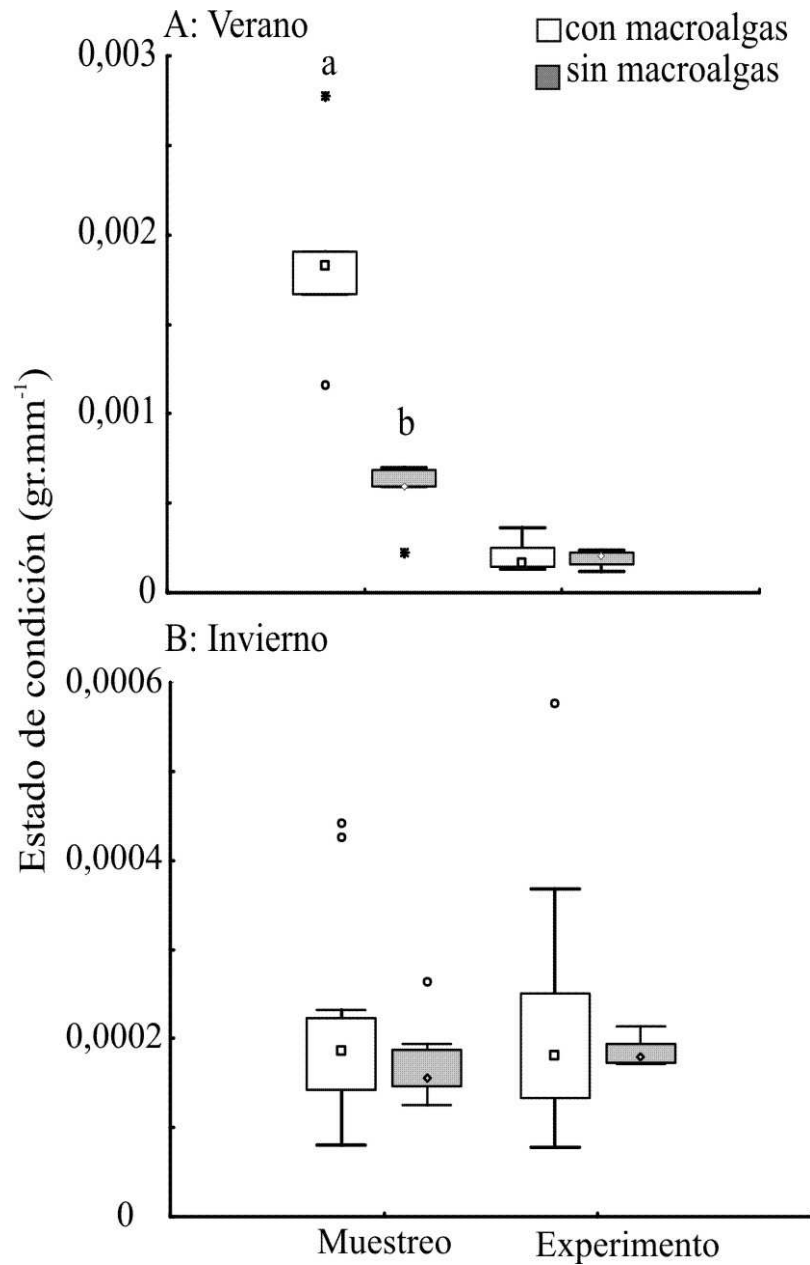 A: Verano
con macroalgas
sin macroalgas
0,003
a
0,002
0,001
b
0
Estado de condición (gr.mm⁻¹)
B: Invierno
0,0006
0,0004
0,0002
0
Muestreo
Experimento